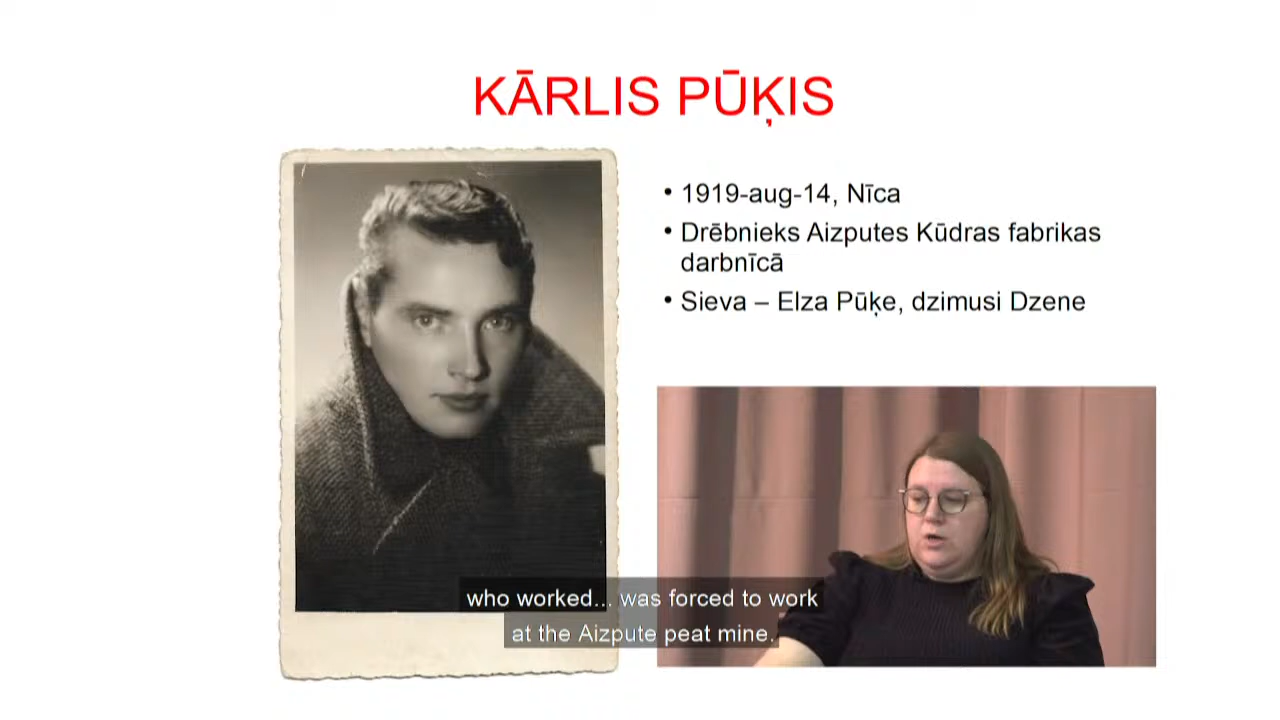 KĀRLIS PŪĶIS
• 1919-aug-14, Nīca
• Drēbnieks Aizputes Kūdras fabrikas
darbnīcā
• Sieva – Elza Pūķe, dzimusi Dzene
who worked... was forced to work
at the Aizpute peat mine.